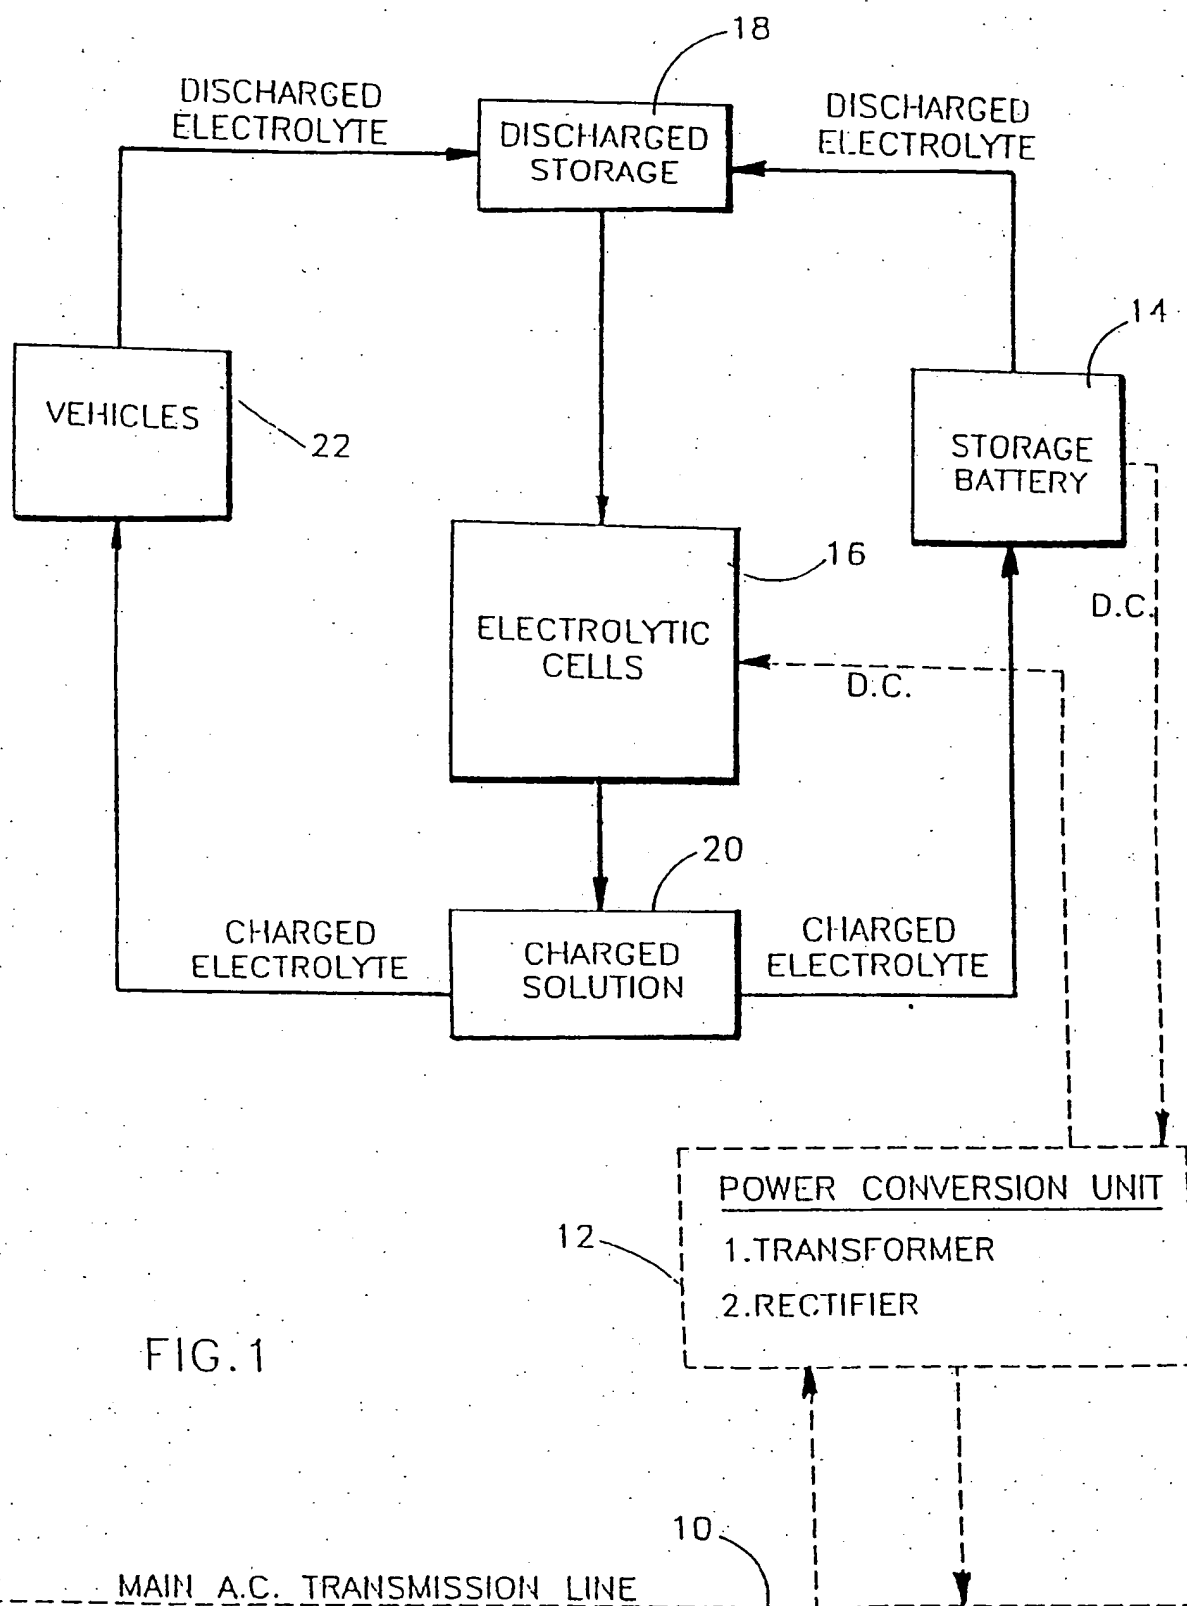 18
DISCHARGED
ELECTROLYTE
DISCHARGED
STORAGE
DISCHARGED
ELECTROLYTE
14
VEHICLES
22
STORAGE
BATTERY
16
D.C.
ELECTROLYTIC
CELLS
D.C.
20
CHARGED
ELECTROLYTE
CHARGED
SOLUTION
CHARGED
ELECTROLYTE
POWER CONVERSION UNIT
12
1.TRANSFORMER
2.RECTIFIER
FIG.1
10
MAIN A.C. TRANSMISSION LINE